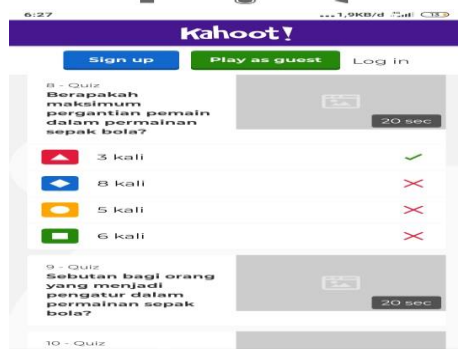 6:27
...1,9KB/d
Kahoot!
Sign up
Play as guest
Log in
8 - Quiz
Berapakah
maksimum
pergantian pemain
dalam permainan
sepak bola?
20 sec
3 kali
8 kali
5 kali
6 kali
9 - Quiz
Sebutan bagi orang
yang menjadi
pengatur dalam
permainan sepak
bola?
20 sec
10 - Quiz